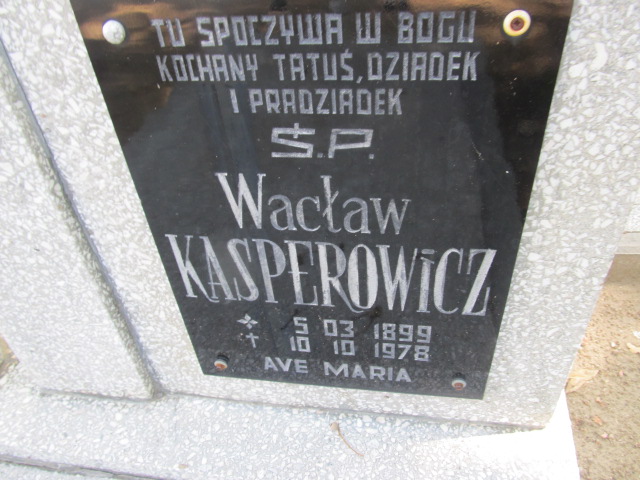 TU SPOCZYWA W BOGU
KOCHANY TATUŚ, DZIADEK
I PRADZIADEK
Ś.P.
Wacław
KASPEROWICZ
5 03 1899
† 10 10 1978
AVE MARIA